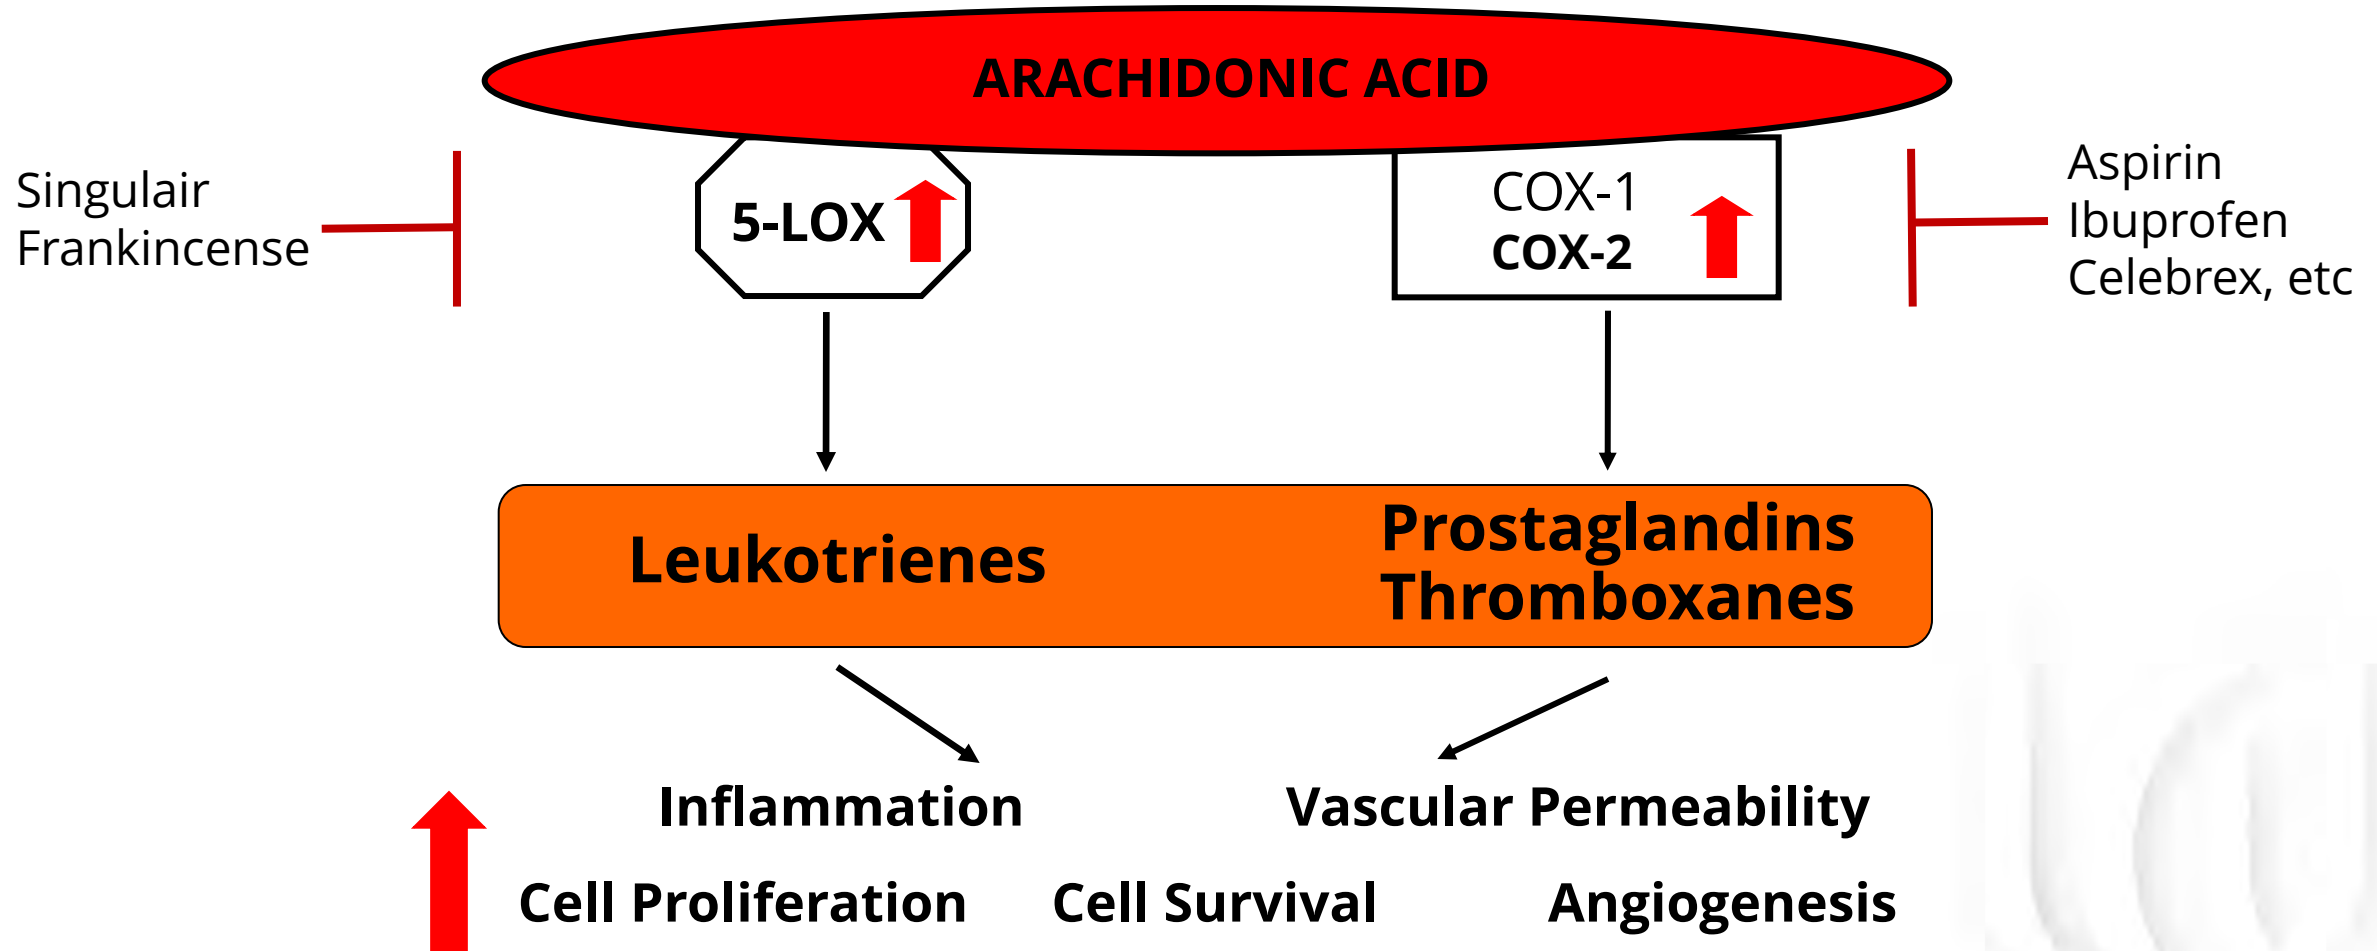 ARACHIDONIC ACID
Singulair
Frankincense
5-LOX
COX-1
COX-2
Aspirin
Ibuprofen
Celebrex, etc
Leukotrienes
Prostaglandins
Thromboxanes
Inflammation
Vascular Permeability
Cell Proliferation
Cell Survival
Angiogenesis